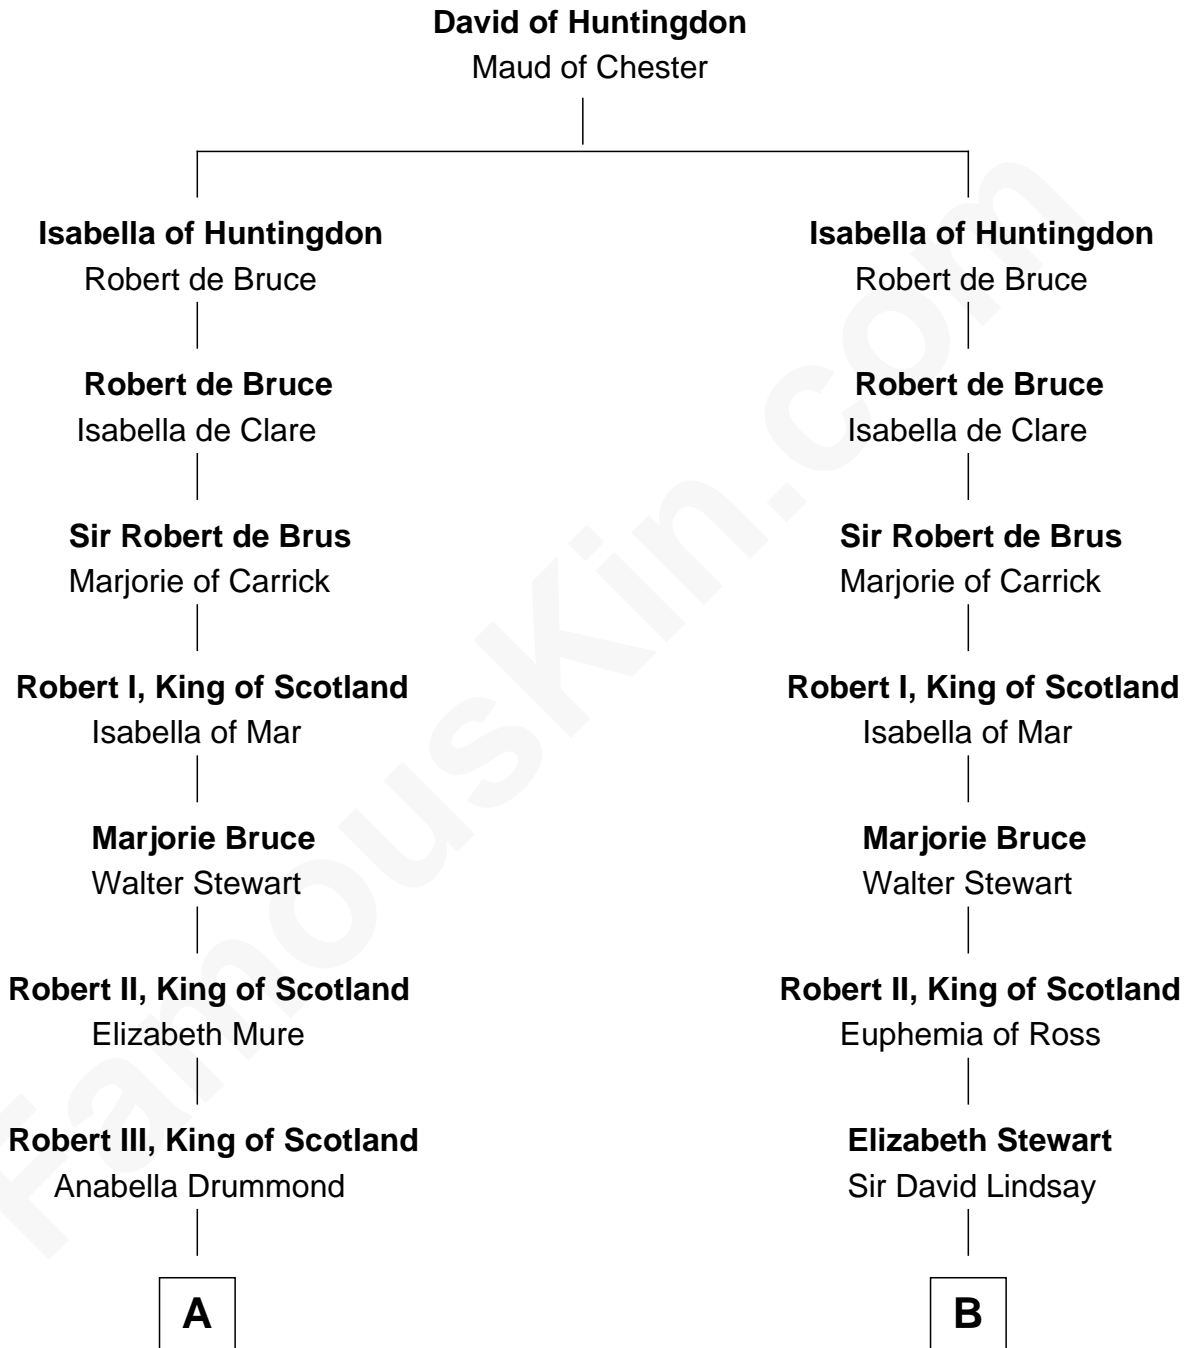 David of Huntingdon
Maud of Chester
Isabella of Huntingdon
Robert de Bruce
Robert de Bruce
Isabella de Clare
Sir Robert de Brus
Marjorie of Carrick
Robert I, King of Scotland
Isabella of Mar
Marjorie Bruce
Walter Stewart
Robert II, King of Scotland
Elizabeth Mure
Robert III, King of Scotland
Anabella Drummond
A
Isabella of Huntingdon
Robert de Bruce
Robert de Bruce
Isabella de Clare
Sir Robert de Brus
Marjorie of Carrick
Robert I, King of Scotland
Isabella of Mar
Marjorie Bruce
Walter Stewart
Robert II, King of Scotland
Euphemia of Ross
Elizabeth Stewart
Sir David Lindsay
B
FamousKin.com